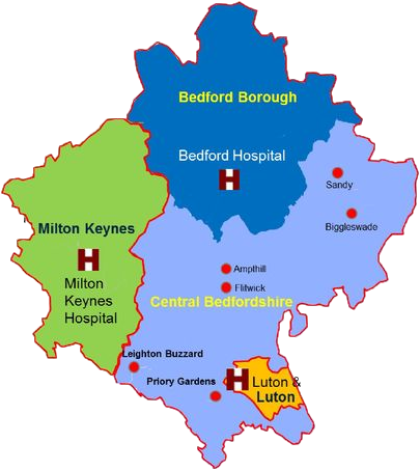 Bedford Borough
Bedford Hospital
H
Sandy
Milton Keynes
Biggleswade
H
Milton
Keynes
Hospital
Ampthill
Flitwick
Central Bedfordshire
Leighton Buzzard
Priory Gardens
H
Luton &
Luton